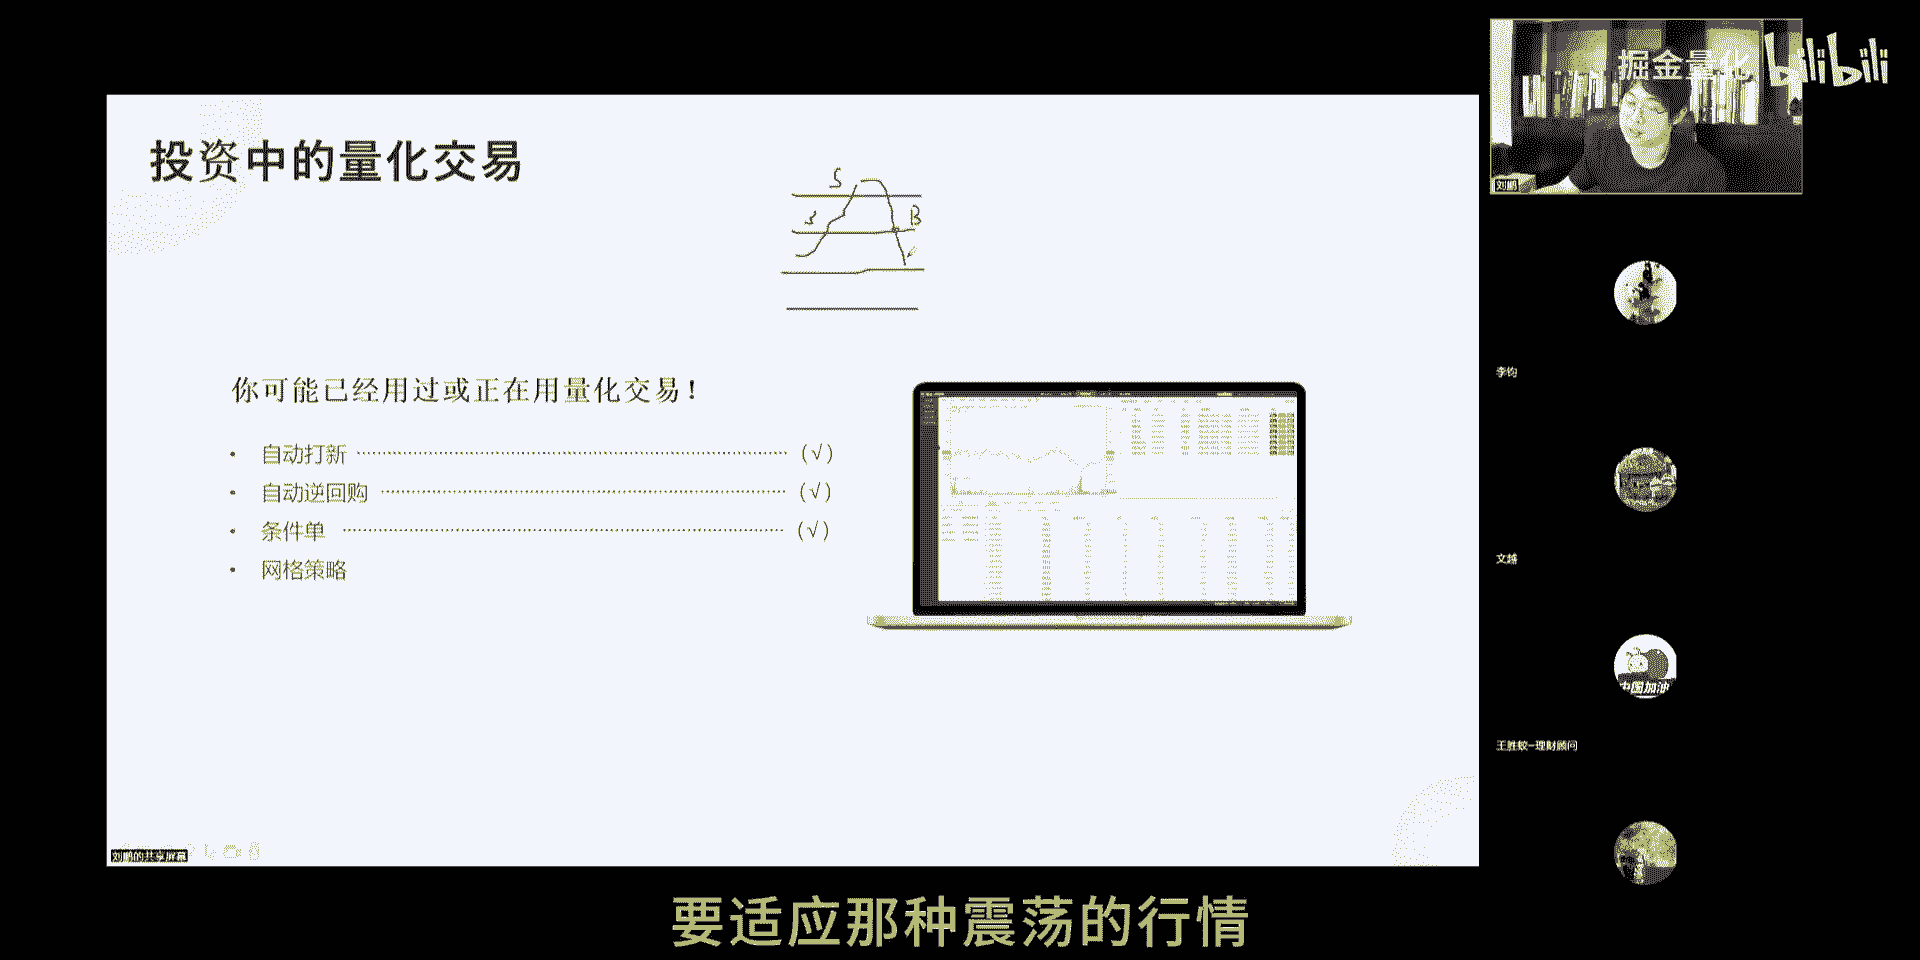 掘金量化 bilibili
刘鹏
投资中的量化交易
S
S
B
你可能已经用过或正在用量化交易!
• 自动打新 (√)
• 自动逆回购 (√)
• 条件单 (√)
• 网格策略
李钧
文越
中国加油
王胜蛟-理财顾问
刘鹏的共享屏幕
要适应那种震荡的行情